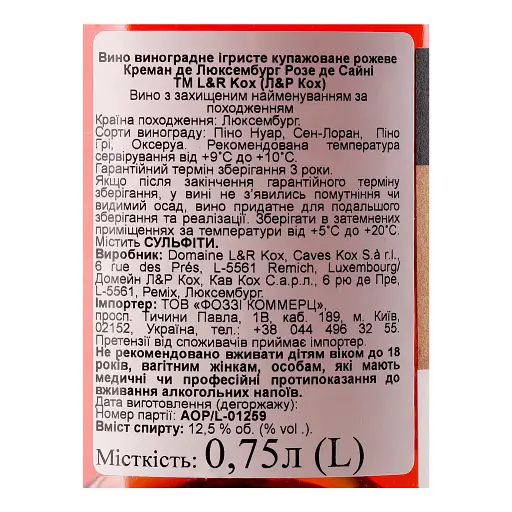 Вино виноградне ігристе купажоване рожеве
Креман де Люксембург Розе де Сайні
ТМ L&R Kox (Л&Р Кох)
Вино з захищеним найменуванням за
походженням
Країна походження: Люксембург.
Сорти винограду: Піно Нуар, Сен-Лоран, Піно
Грі, Оксеруа. Рекомендована температура
сервірування від +9°С до +10°С.
Гарантійний термін зберігання 3 роки.
Якщо після закінчення гарантійного терміну
зберігання, у вині не з'явились помутніння чи
видимий осад, вино придатне для подальшого
зберігання та реалізації. Зберігати в затемнених
приміщеннях за температури від +5°С до +20°С.
Містить СУЛЬФІТИ.
Виробник: Domaine L&R Kox, Caves Kox S.à r.l.,
6 rue des Prés, L-5561 Remich, Luxembourg/
Домейн Л&Р Кох, Кав Кох С.а.р.л., 6 рю де Пре,
L-5561, Реміх, Люксембург.
Імпортер: ТОВ «ФОЗЗІ КОММЕРЦ»,
просп. Тичини Павла, 1В, каб. 189, м. Київ,
02152, Україна, тел.: +38 044 496 32 55.
Претензії від споживачів приймає імпортер.
Не рекомендовано вживати дітям віком до 18
років, вагітним жінкам, особам, які мають
медичні чи професійні протипоказання до
вживання алкогольних напоїв.
Дата виготовлення (дегоржажу):
Номер партії: AOP/L-01259
Вміст спирту: 12,5 % об. (% vol .).
Місткість: 0,75л (L)